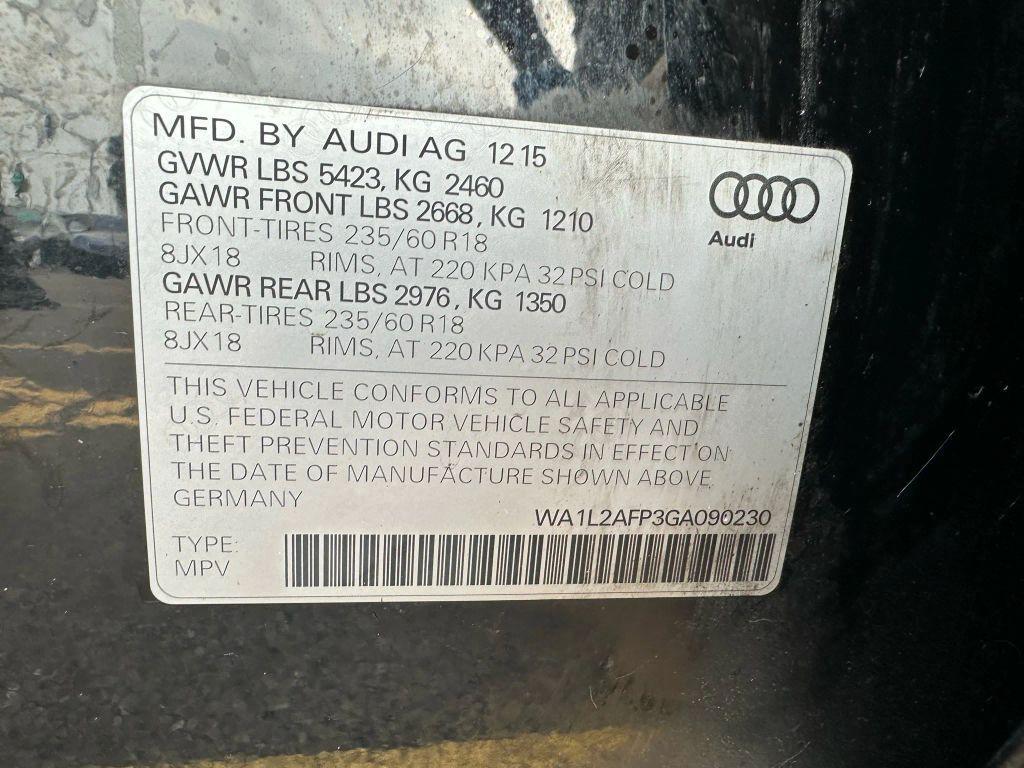 MFD. BY AUDI AG 12 15
GVWR LBS 5423, KG 2460
GAWR FRONT LBS 2668, KG 1210
FRONT-TIRES 235/60 R18
8JX18 RIMS, AT 220 KPA 32 PSI COLD
GAWR REAR LBS 2976, KG 1350
REAR-TIRES 235/60 R18
8JX18 RIMS, AT 220 KPA 32 PSI COLD
Audi
THIS VEHICLE CONFORMS TO ALL APPLICABLE
U.S. FEDERAL MOTOR VEHICLE SAFETY AND
THEFT PREVENTION STANDARDS IN EFFECT ON
THE DATE OF MANUFACTURE SHOWN ABOVE.
GERMANY
WA1L2AFP3GA090230
TYPE:
MPV